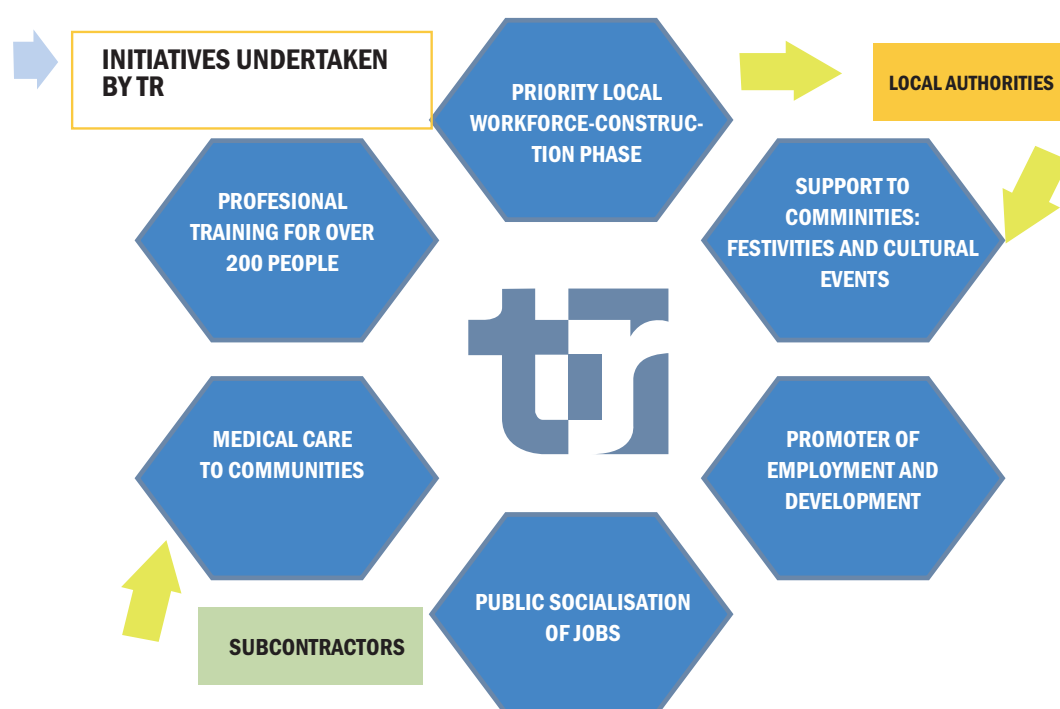 INITIATIVES UNDERTAKEN
BY TR
PRIORITY LOCAL
WORKFORCE-CONSTRUC-
TION PHASE
LOCAL AUTHORITIES
PROFESIONAL
TRAINING FOR OVER
200 PEOPLE
SUPPORT TO
COMMINITIES:
FESTIVITIES AND CULTURAL
EVENTS
tr
MEDICAL CARE
TO COMMUNITIES
PROMOTER OF
EMPLOYMENT AND
DEVELOPMENT
PUBLIC SOCIALISATION
OF JOBS
SUBCONTRACTORS